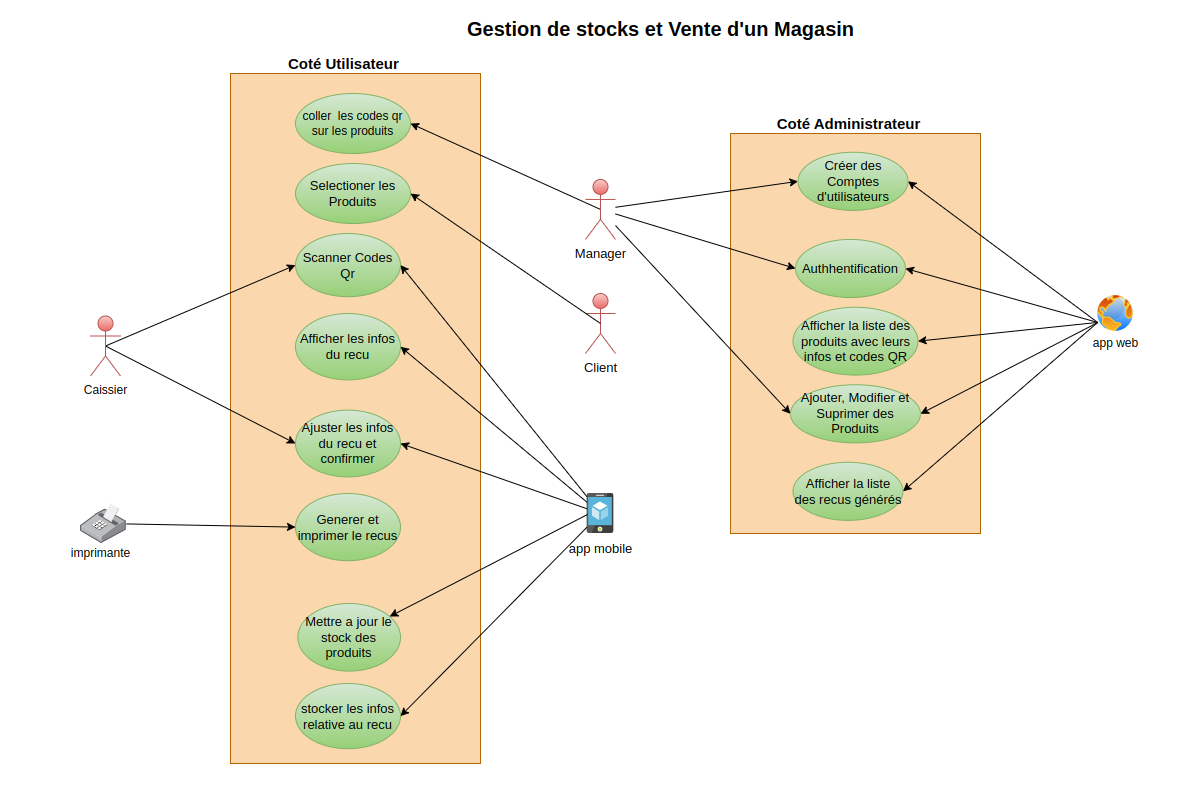 Gestion de stocks et Vente d'un Magasin
Coté Utilisateur
coller les codes qr
sur les produits
Selectioner les
Produits
Scanner Codes
Qr
Afficher les infos
du recu
Ajuster les infos
du recu et
confirmer
Generer et
imprimer le recus
Mettre a jour le
stock des
produits
stocker les infos
relative au recu
Caissier
imprimante
Manager
Client
app mobile
Coté Administrateur
Créer des
Comptes
d'utilisateurs
Authhentification
Afficher la liste des
produits avec leurs
infos et codes QR
Ajouter, Modifier et
Suprimer des
Produits
Afficher la liste
des recus générés
app web